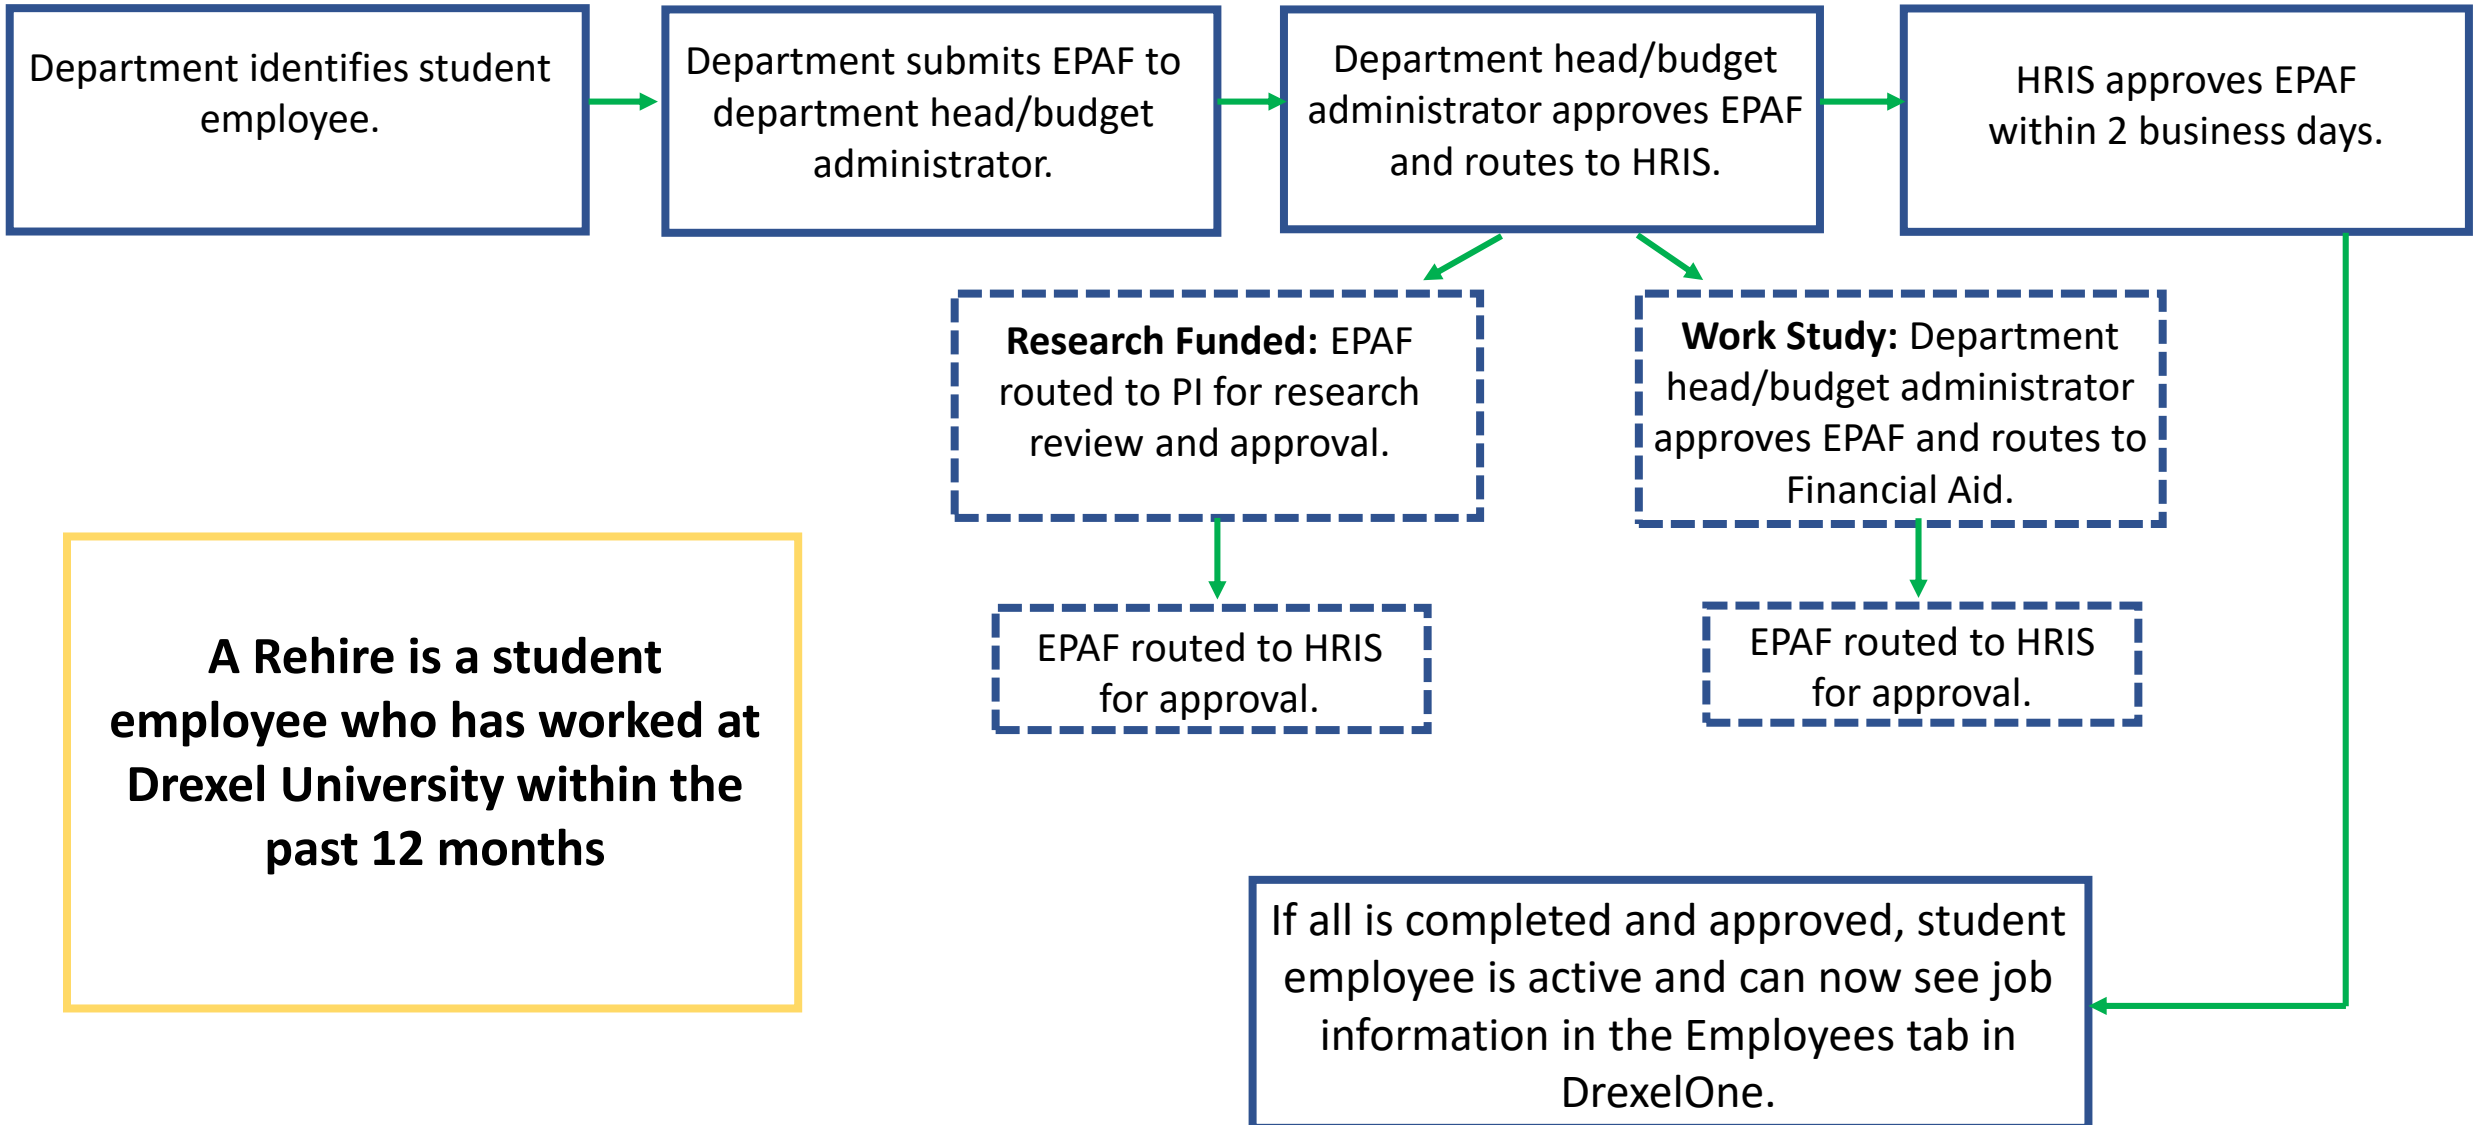 Department identifies student
employee.
Department submits EPAF to
department head/budget
administrator.
Department head/budget
administrator approves EPAF
and routes to HRIS.
HRIS approves EPAF
within 2 business days.
Research Funded: EPAF
routed to PI for research
review and approval.
Work Study: Department
head/budget administrator
approves EPAF and routes to
Financial Aid.
EPAF routed to HRIS
for approval.
EPAF routed to HRIS
for approval.
A Rehire is a student
employee who has worked at
Drexel University within the
past 12 months
If all is completed and approved, student
employee is active and can now see job
information in the Employees tab in
DrexelOne.